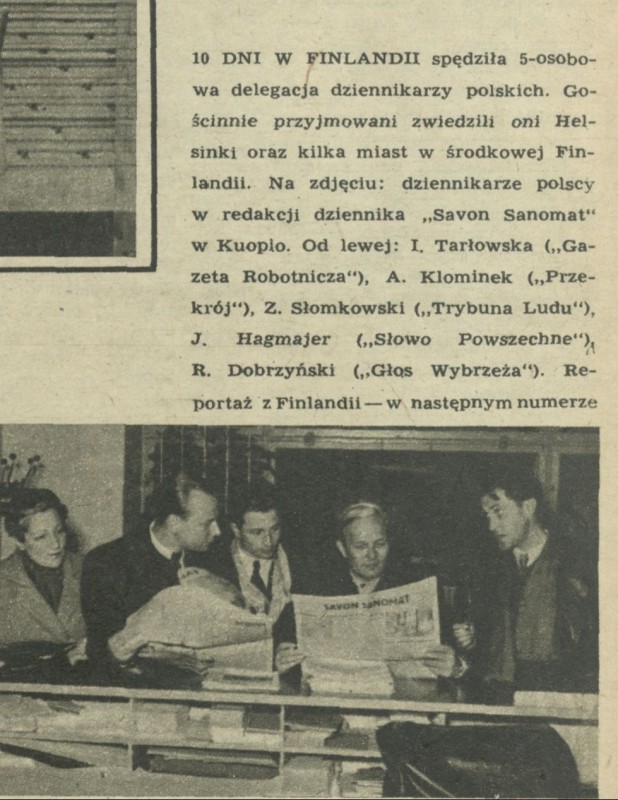 10 DNI W FINLANDII spędziła 5-osobo-
wa delegacja dziennikarzy polskich. Go-
ścinnie przyjmowani zwiedzili oni Hel-
sinki oraz kilka miast w środkowej Fin-
landii. Na zdjęciu: dziennikarze polscy
w redakcji dziennika „Savon Sanomat“
w Kuopio. Od lewej: I. Tarłowska („Ga-
zeta Robotnicza“), A. Klominek („Prze-
krój“), Z. Słomkowski („Trybuna Ludu“),
J. Hagmajer („Słowo Powszechne“),
R. Dobrzyński („Głos Wybrzeża“). Re-
portaż z Finlandii — w następnym numerze
SAVON SANOMAT